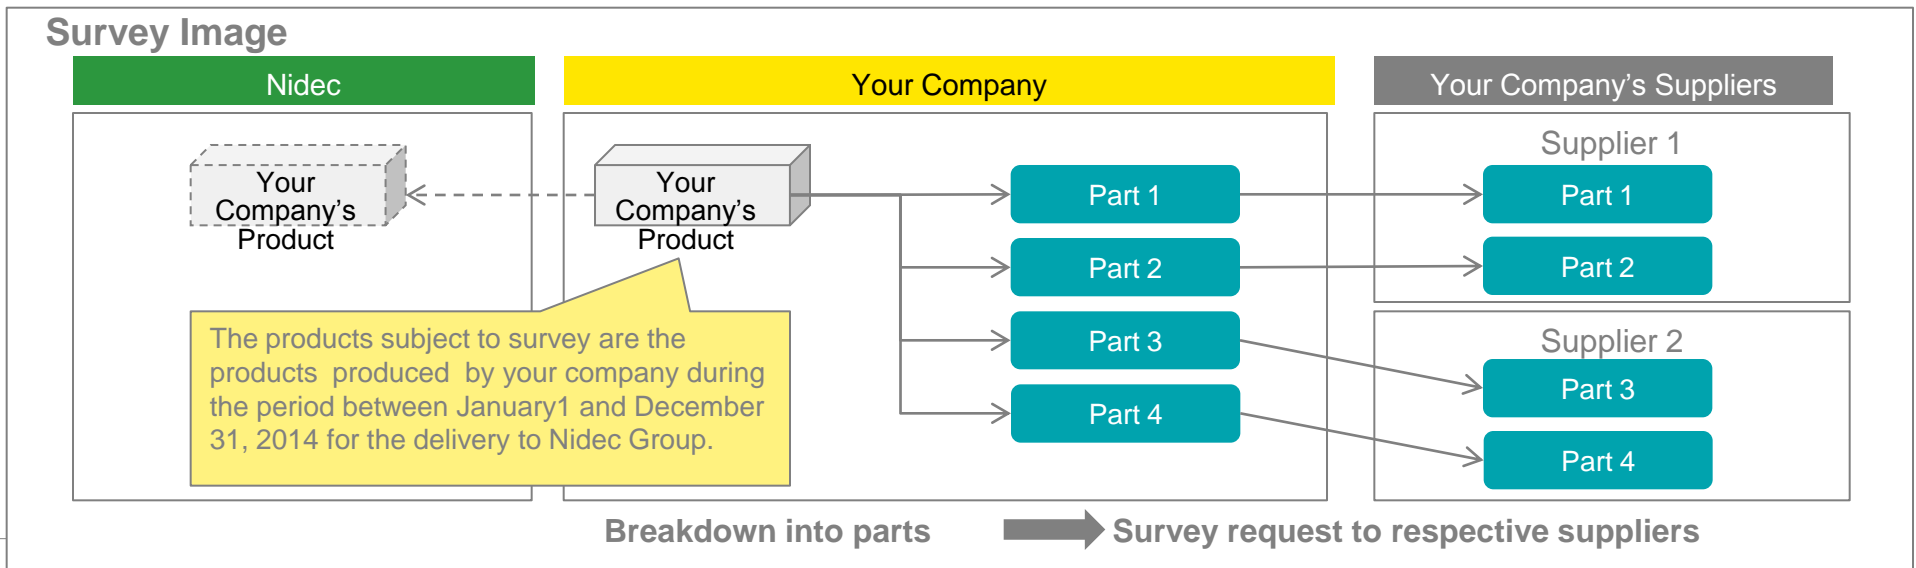 Survey Image
Nidec
Your Company
Your Company's Suppliers
Your
Company's
Product
Your
Company's
Product
Part 1
Part 2
Part 3
Part 4
Supplier 1
Part 1
Part 2
Supplier 2
Part 3
Part 4
The products subject to survey are the
products produced by your company during
the period between January1 and December
31, 2014 for the delivery to Nidec Group.
Breakdown into parts
Survey request to respective suppliers